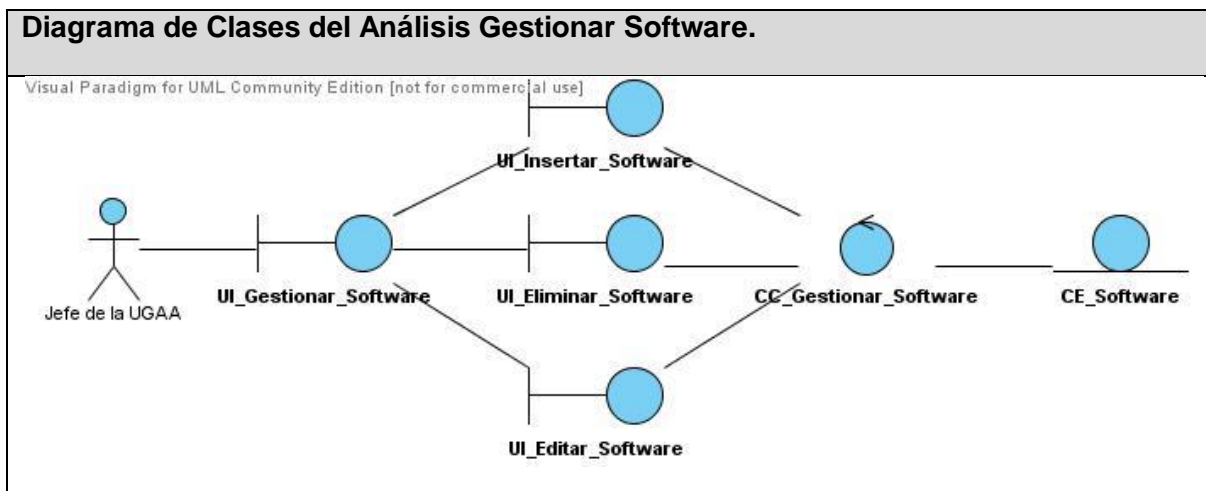 Diagrama de Clases del Análisis Gestionar Software.
Visual Paradigm for UML Community Edition [not for commercial use]
UI_Insertar_Software
Jefe de la UGAA
UI_Gestionar_Software
UI_Eliminar_Software
CC_Gestionar_Software
CE_Software
UI_Editar_Software